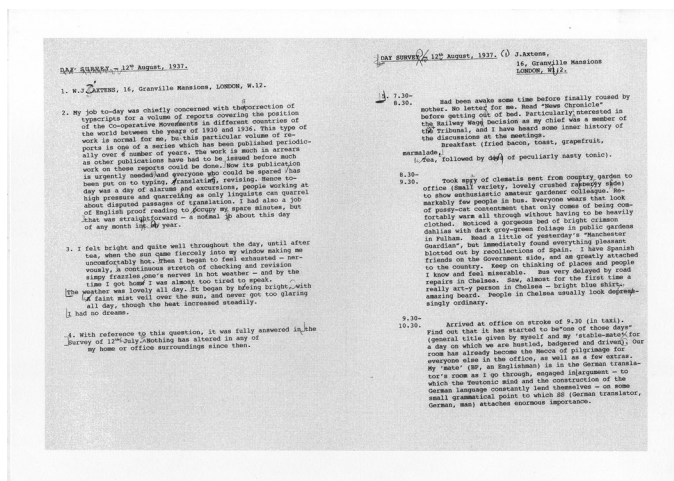 DAY SURVEY – 12th August, 1937.
1. W.J. AXTENS, 16, Granville Mansions, LONDON, W.12.
2. My job to-day was chiefly concerned with the correction of
typscripts for a volume of reports covering the position
of the Co-operative Movements in different countries of
the world between the years of 1930 and 1936. This type of
work is normal for me, but this particular volume of re-
ports is one of a series which has been published periodic-
ally over a number of years. The work is much in arrears
as other publications have had to be issued before much
work on these reports could be done. Now its publication
is urgently needed and everyone who could be spared has
been put on to typing, translating, revising. Hence to-
day was a day of alarums and excursions, people working at
high pressure and quarreling as only linguists can quarrel
about disputed passages of translation. I had also a job
of English proof reading to occupy my spare minutes, but
that was straightforward – a normal job about this day
of any month in any year.
3. I felt bright and quite well throughout the day, until after
tea, when the sun came fiercely into my window making me
uncomfortably hot. When I began to feel exhausted – ner-
vously, a continuous stretch of checking and revision
simpy frazzles one's nerves in hot weather – and by the
time I got home I was almost too tired to speak.
The weather was lovely all day. It began by being bright, with
a faint mist veil over the sun, and never got too glaring
all day, though the heat increased steadily.
I had no dreams.
4. With reference to this question, it was fully answered in the
Survey of 12th July. Nothing has altered in any of
my home or office surroundings since then.
DAY SURVEY – 12th August, 1937. (1) J.Axtens,
16, Granville Mansions
LONDON, W.12.
1. 7.30–
8.30.
Had been awake some time before finally roused by
mother. No letter for me. Read "News Chronicle"
before getting out of bed. Particularly interested in
the Railway Wage Decision as my chief was a member of
the Tribunal, and I have heard some inner history of
the discussions at the meetings.
Breakfast (fried bacon, toast, grapefruit,
marmalade,
tea, followed by dose of peculiarly nasty tonic).
8.30–
9.30.
Took spry of clematis sent from country garden to
office (Small variety, lovely crushed raspberry shade)
to show enthusiastic amateur gardener colleague. Re-
markably few people in bus. Everyone wears that look
of pussy-cat contentment that only comes of being com-
fortably warm all through without having to be heavily
clothed. Noticed a gorgeous bed of bright crimson
dahlias with dark grey-green foliage in public gardens
in Fulham. Read a little of yesterday's "Manchester
Guardian", but immediately found everything pleasant
blotted out by recollections of Spain. I have Spanish
friends on the Government side, and am greatly attached
to the country. Keep on thinking of places and people
I know and feel miserable. Bus very delayed by road
repairs in Chelsea. Saw, almost for the first time a
really art-y person in Chelsea – bright blue shirt,
amazing beard. People in Chelsea usually look depres-
singly ordinary.
9.30–
10.30.
Arrived at office on stroke of 9.30 (in taxi).
Find out that it has started to be "one of those days"
(general title given by myself and my 'stable-mate' for
a day on which we are hustled, badgered and driven). Our
room has already become the Mecca of pilgrimage for
everyone else in the office, as well as a few extras.
My 'mate' (BP, an Englishman) is in the German transla-
tor's room as I go through, engaged in argument – to
which the Teutonic mind and the construction of the
German language constantly lend themselves – on some
small grammatical point to which SS (German translator,
German, man) attaches enormous importance.